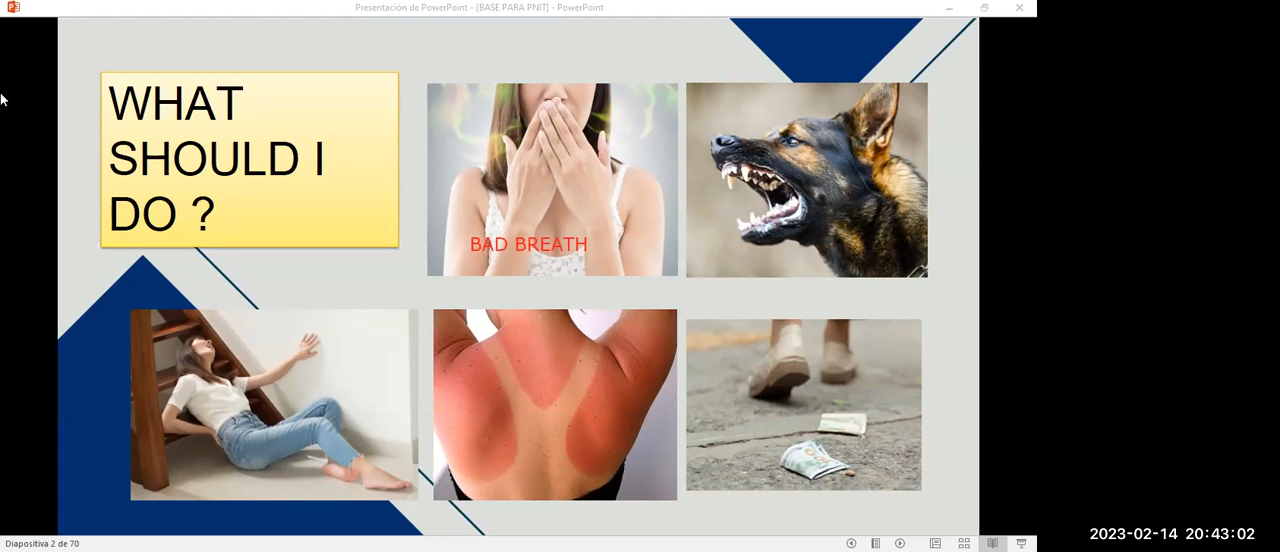 Presentación de PowerPoint - [BASE PARA PNIT] - PowerPoint
WHAT
SHOULD I
DO ?
BAD BREATH
Diapositiva 2 de 70
2023-02-14 20:43:02